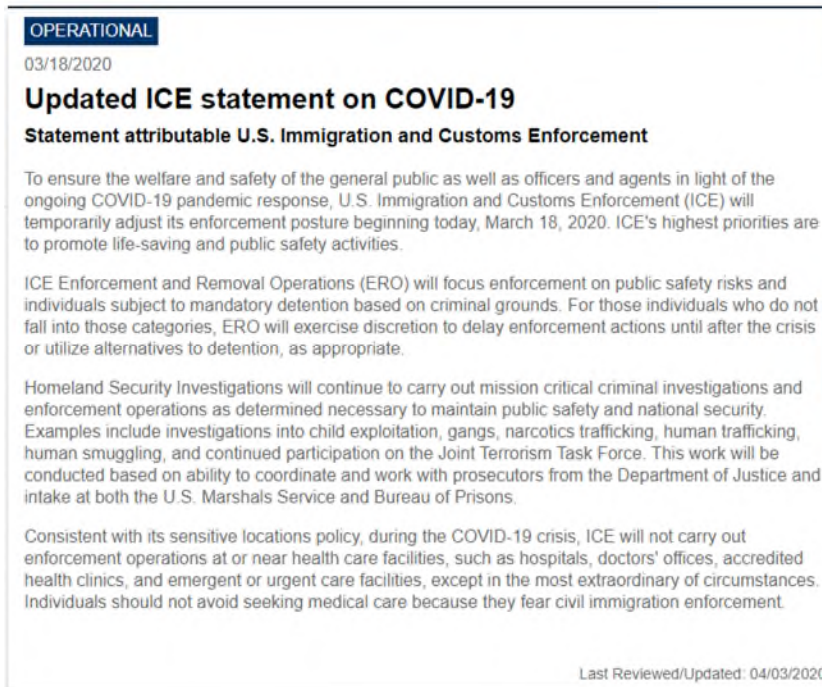 OPERATIONAL
03/18/2020
Updated ICE statement on COVID-19
Statement attributable U.S. Immigration and Customs Enforcement
To ensure the welfare and safety of the general public as well as officers and agents in light of the
ongoing COVID-19 pandemic response, U.S. Immigration and Customs Enforcement (ICE) will
temporarily adjust its enforcement posture beginning today, March 18, 2020. ICE's highest priorities are
to promote life-saving and public safety activities.
ICE Enforcement and Removal Operations (ERO) will focus enforcement on public safety risks and
individuals subject to mandatory detention based on criminal grounds. For those individuals who do not
fall into those categories, ERO will exercise discretion to delay enforcement actions until after the crisis
or utilize alternatives to detention, as appropriate.
Homeland Security Investigations will continue to carry out mission critical criminal investigations and
enforcement operations as determined necessary to maintain public safety and national security.
Examples include investigations into child exploitation, gangs, narcotics trafficking, human trafficking,
human smuggling, and continued participation on the Joint Terrorism Task Force. This work will be
conducted based on ability to coordinate and work with prosecutors from the Department of Justice and
intake at both the U.S. Marshals Service and Bureau of Prisons.
Consistent with its sensitive locations policy, during the COVID-19 crisis, ICE will not carry out
enforcement operations at or near health care facilities, such as hospitals, doctors' offices, accredited
health clinics, and emergent or urgent care facilities, except in the most extraordinary of circumstances.
Individuals should not avoid seeking medical care because they fear civil immigration enforcement.
Last Reviewed/Updated: 04/03/2020